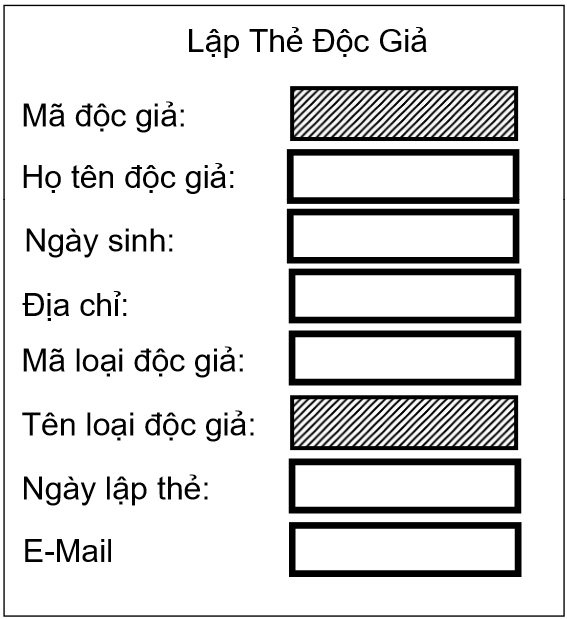 Lập Thẻ Độc Giả
Mã độc giả:
Họ tên độc giả:
Ngày sinh:
Địa chỉ:
Mã loại độc giả:
Tên loại độc giả:
Ngày lập thẻ:
E-Mail